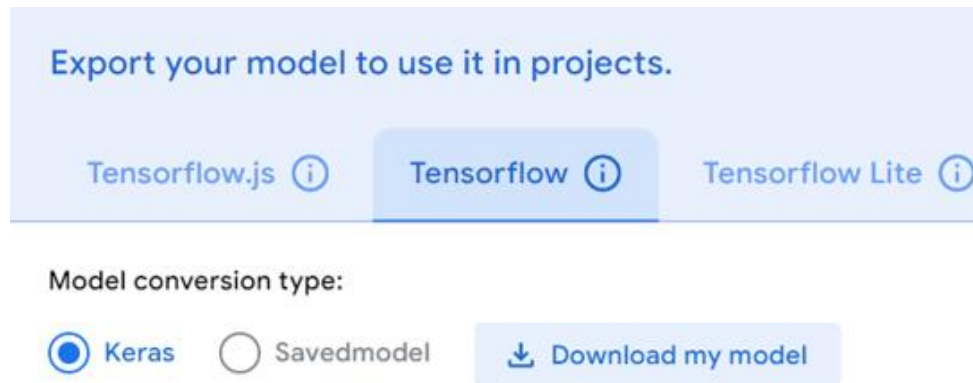 Export your model to use it in projects.
Tensorflow.js Tensorflow Tensorflow Lite
Model conversion type:
Keras Savedmodel Download my model